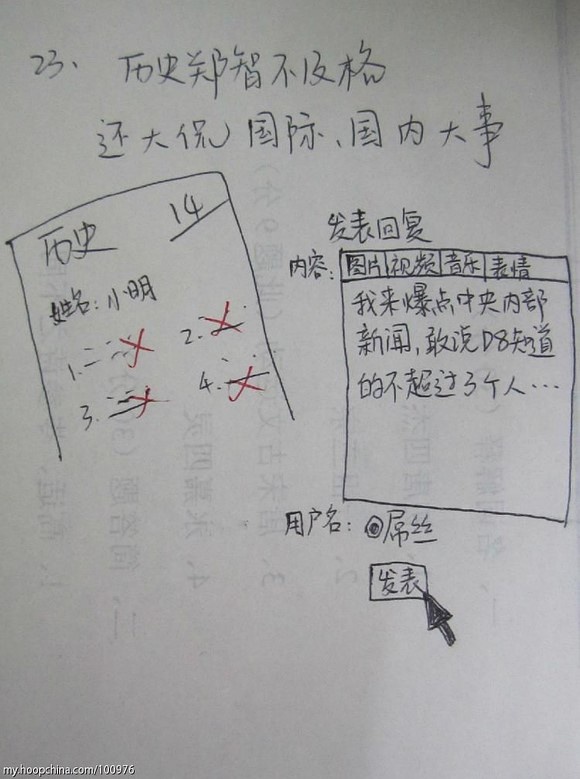 23、历史郑智不及格
还大侃国际、国内大事
历史 14
姓名:小明
1.
2.
3.
4.
发表回复
内容:
图片 视频 音乐 表情
我来爆点中央内部
新闻,敢说D8知道
的不超过3个人...
用户名: @屌丝
发表
my.hoopchina.com/100976